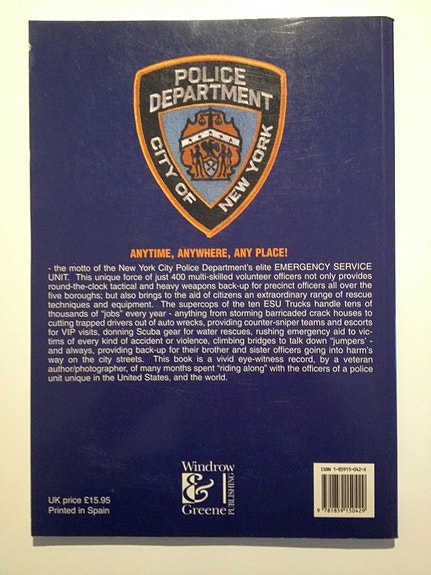 POLICE
DEPARTMENT
CITY OF
NEW YORK
ANYTIME, ANYWHERE, ANY PLACE!
- the motto of the New York City Police Department's elite EMERGENCY SERVICE
UNIT. This unique force of just 400 multi-skilled volunteer officers not only provides
round-the-clock tactical and heavy weapons back-up for precinct officers all over the
five boroughs; but also brings to the aid of citizens an extraordinary range of rescue
techniques and equipment. The supercops of the ten ESU Trucks handle tens of
thousands of "jobs" every year - anything from storming barricaded crack houses to
cutting trapped drivers out of auto wrecks, providing counter-sniper teams and escorts
for VIP visits, donning Scuba gear for water rescues, rushing emergency aid to vic-
tims of every kind of accident or violence, climbing bridges to talk down "jumpers' -
and always, providing back-up for their brother and sister officers going into harm's
way on the city streets. This book is a vivid eye-witness record, by a veteran
author/photographer, of many months spent "riding along" with the officers of a police
unit unique in the United States, and the world.
UK price £15.95
Printed in Spain
Windrow
&
Greene
PUBLISHING
ISBN 1-85915-042-X
9 781859 150429